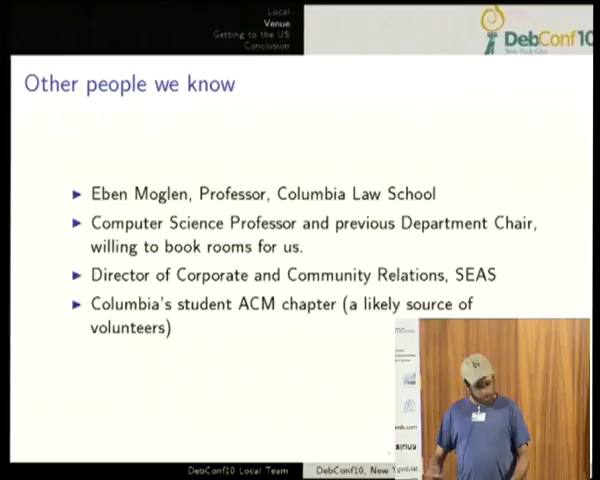 Local
Venue
Getting to the US
Conclusion
DebConf10
New York City
Other people we know
Eben Moglen, Professor, Columbia Law School
Computer Science Professor and previous Department Chair,
willing to book rooms for us.
Director of Corporate and Community Relations, SEAS
Columbia's student ACM chapter (a likely source of
volunteers)
sirius
DebConf10 Local Team
DebConf10, New Y